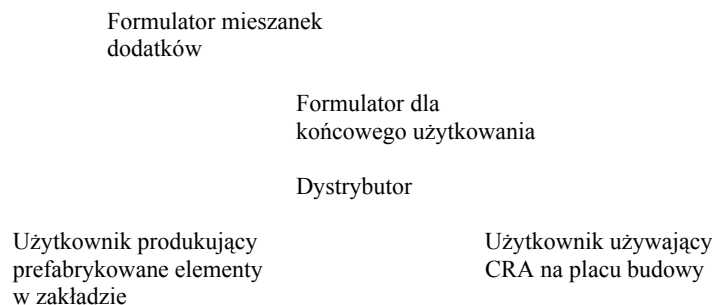 Formulator mieszanek
dodatków
Formulator dla
końcowego użytkowania
Dystrybutor
Użytkownik produkujący
prefabrykowane elementy
w zakładzie
Użytkownik używający
CRA na placu budowy